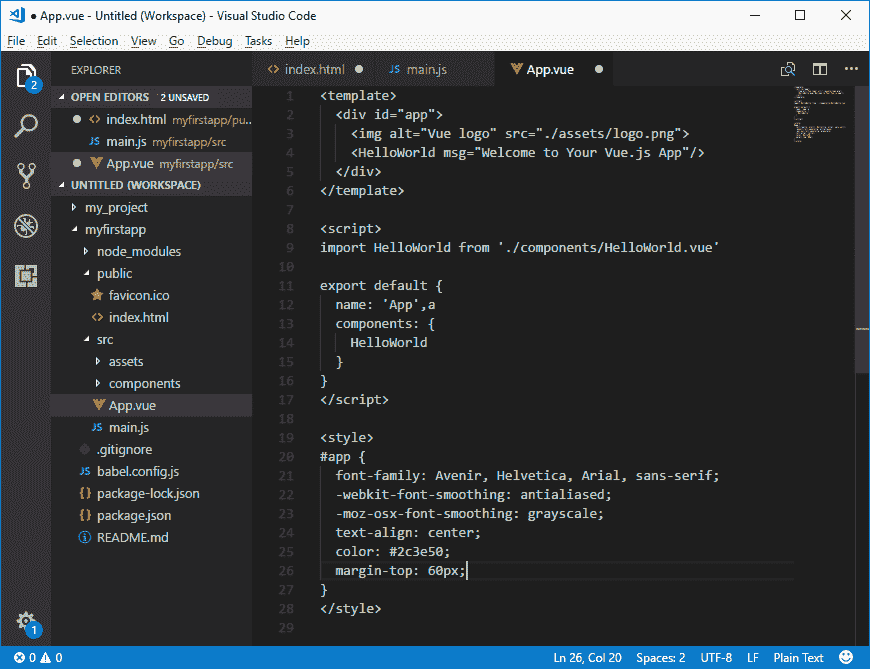 ● App.vue - Untitled (Workspace) - Visual Studio Code
File Edit Selection View Go Debug Tasks Help
2
EXPLORER
OPEN EDITORS 2 UNSAVED
● <> index.html myfirstapp/pu...
JS main.js myfirstapp/src
● App.vue myfirstapp/src
UNTITLED (WORKSPACE)
my_project
myfirstapp
node_modules
public
favicon.ico
<> index.html
src
assets
components
App.vue
JS main.js
.gitignore
JS babel.config.js
{} package-lock.json
{} package.json
README.md
1
<> index.html ● JS main.js App.vue ●
1 <template>
2 <div id="app">
3 <img alt="Vue logo" src="./assets/logo.png">
4 <HelloWorld msg="Welcome to Your Vue.js App"/>
5 </div>
6 </template>
7
8 <script>
9 import HelloWorld from './components/HelloWorld.vue'
10
11 export default {
12 name: 'App',a
13 components: {
14 HelloWorld
15 }
16 }
17 </script>
18
19 <style>
20 #app {
21 font-family: Avenir, Helvetica, Arial, sans-serif;
22 -webkit-font-smoothing: antialiased;
23 -moz-osx-font-smoothing: grayscale;
24 text-align: center;
25 color: #2c3e50;
26 margin-top: 60px;
27 }
28 </style>
29
0 0 Ln 26, Col 20 Spaces: 2 UTF-8 LF Plain Text